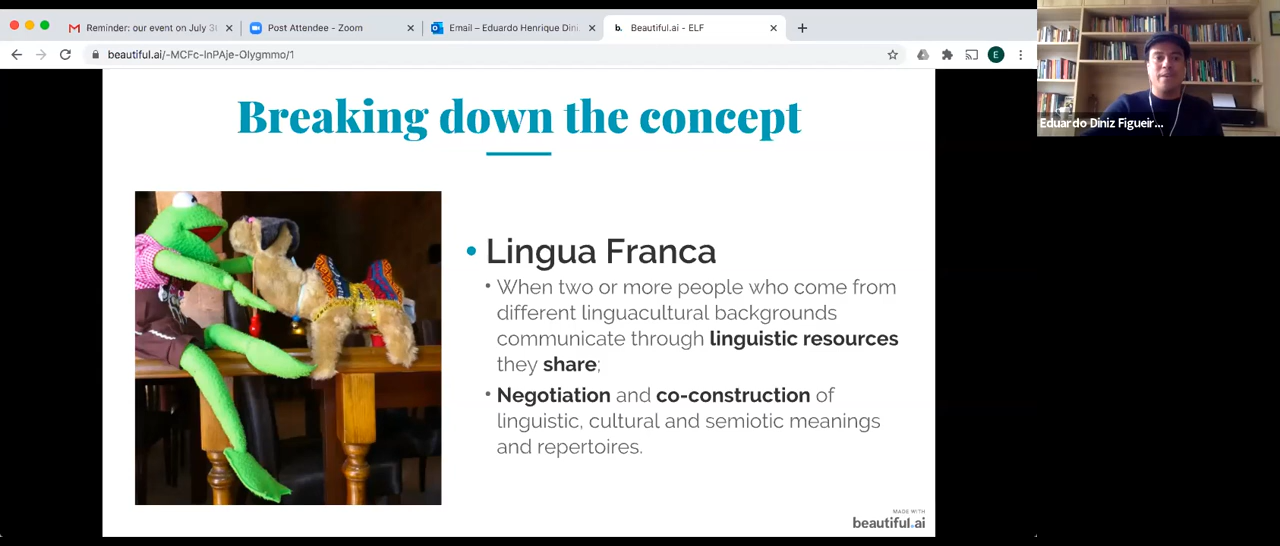 Reminder: our event on July 30
Post Attendee - Zoom
Email – Eduardo Henrique Dini
Beautiful.ai - ELF
beautiful.ai/-MCFc-InPAje-Olygmmo/1
E
Eduardo Diniz Figueir...
Breaking down the concept
• Lingua Franca
• When two or more people who come from
different linguacultural backgrounds
communicate through linguistic resources
they share;
• Negotiation and co-construction of
linguistic, cultural and semiotic meanings
and repertoires.
MADE WITH
beautiful.ai